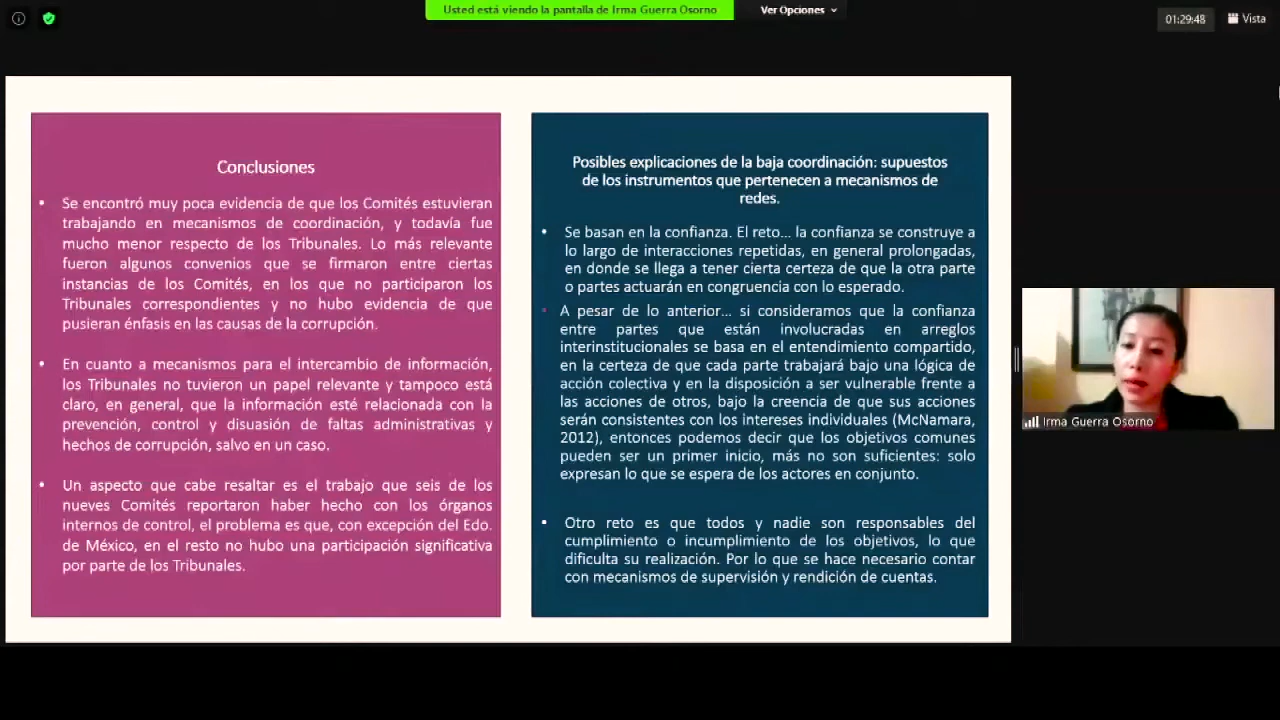 Usted está viendo la pantalla de Irma Guerra Osorno
Ver Opciones
01:29:48
Vista
Conclusiones
• Se encontró muy poca evidencia de que los Comités estuvieran
trabajando en mecanismos de coordinación, y todavía fue
mucho menor respecto de los Tribunales. Lo más relevante
fueron algunos convenios que se firmaron entre ciertas
instancias de los Comités, en los que no participaron los
Tribunales correspondientes y no hubo evidencia de que
pusieran énfasis en las causas de la corrupción.
• En cuanto a mecanismos para el intercambio de información,
los Tribunales no tuvieron un papel relevante y tampoco está
claro, en general, que la información esté relacionada con la
prevención, control y disuasión de faltas administrativas y
hechos de corrupción, salvo en un caso.
• Un aspecto que cabe resaltar es el trabajo que seis de los
nueve Comités reportaron haber hecho con los órganos
internos de control, el problema es que, con excepción del Edo.
de México, en el resto no hubo una participación significativa
por parte de los Tribunales.
Posibles explicaciones de la baja coordinación: supuestos
de los instrumentos que pertenecen a mecanismos de
redes.
• Se basan en la confianza. El reto... la confianza se construye a
lo largo de interacciones repetidas, en general prolongadas,
en donde se llega a tener cierta certeza de que la otra parte
o partes actuarán en congruencia con lo esperado.
• A pesar de lo anterior... si consideramos que la confianza
entre partes que están involucradas en arreglos
interinstitucionales se basa en el entendimiento compartido,
en la certeza de que cada parte trabajará bajo una lógica de
acción colectiva y en la disposición a ser vulnerable frente a
las acciones de otros, bajo la creencia de que sus acciones
serán consistentes con los intereses individuales (McNamara,
2012), entonces podemos decir que los objetivos comunes
pueden ser un primer inicio, más no son suficientes: solo
expresan lo que se espera de los actores en conjunto.
• Otro reto es que todos y nadie son responsables del
cumplimiento o incumplimiento de los objetivos, lo que
dificulta su realización. Por lo que se hace necesario contar
con mecanismos de supervisión y rendición de cuentas.
Irma Guerra Osorno